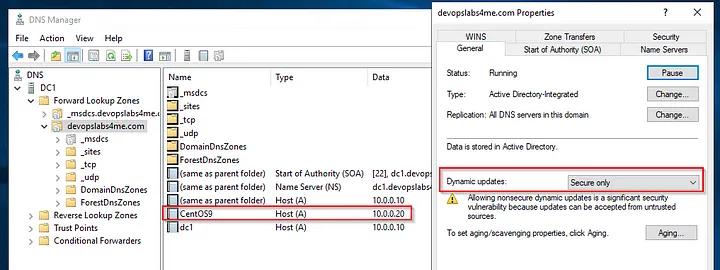 DNS Manager
File Action View Help
DNS
DC1
Forward Lookup Zones
_msdcs.devopslabs4me.c
devopslabs4me.com
_msdcs
_sites
_tcp
_udp
DomainDnsZones
ForestDnsZones
Reverse Lookup Zones
Trust Points
Conditional Forwarders
Name Type Data
_msdcs
_sites
_tcp
_udp
DomainDnsZones
ForestDnsZones
(same as parent folder) Start of Authority (SOA) [22], dc1.devopslabs4
(same as parent folder) Name Server (NS) dc1.devopslabs4me.
(same as parent folder) Host (A) 10.0.0.10
CentOS9 Host (A) 10.0.0.20
dc1 Host (A) 10.0.0.10
devopslabs4me.com Properties
WINS Zone Transfers Security
General Start of Authority (SOA) Name Servers
Status: Running Pause
Type: Active Directory-Integrated Change...
Replication: All DNS servers in this domain Change...
Data is stored in Active Directory.
Dynamic updates: Secure only
Allowing nonsecure dynamic updates is a significant security
vulnerability because updates can be accepted from untrusted
sources.
To set aging/scavenging properties, click Aging. Aging...